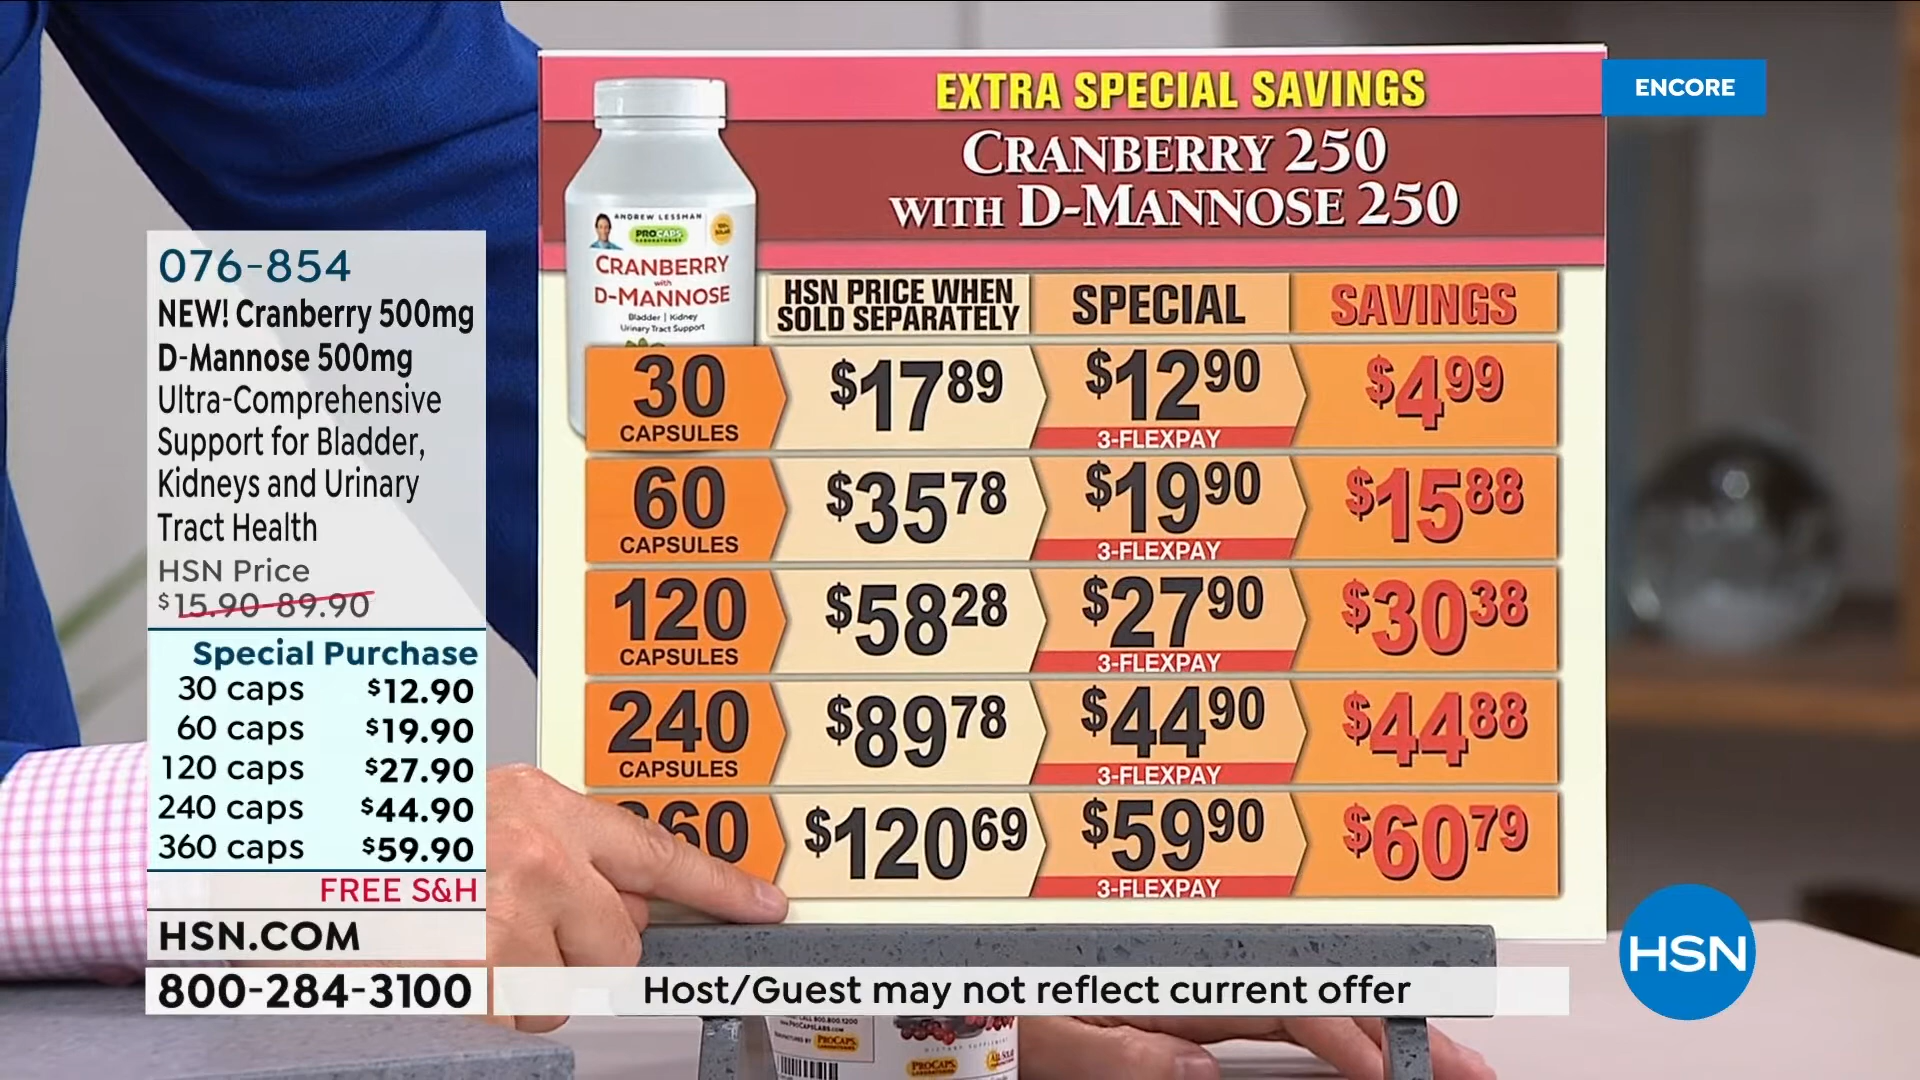 EXTRA SPECIAL SAVINGS
ENCORE
CRANBERRY 250
WITH D-MANNOSE 250
ANDREW LESSMAN
PROCAPS
LABORATORIES
CRANBERRY
with
D-MANNOSE
Bladder | Kidney
Urinary Tract Support
HSN PRICE WHEN
SOLD SEPARATELY
SPECIAL
SAVINGS
30
CAPSULES
$17.89
$12.90
3-FLEXPAY
$4.99
60
CAPSULES
$35.78
$19.90
3-FLEXPAY
$15.88
120
CAPSULES
$58.28
$27.90
3-FLEXPAY
$30.38
240
CAPSULES
$89.78
$44.90
3-FLEXPAY
$44.88
360
$120.69
$59.90
3-FLEXPAY
$60.79
076-854
NEW! Cranberry 500mg
D-Mannose 500mg
Ultra-Comprehensive
Support for Bladder,
Kidneys and Urinary
Tract Health
HSN Price
$15.90-89.90
Special Purchase
30 caps $12.90
60 caps $19.90
120 caps $27.90
240 caps $44.90
360 caps $59.90
FREE S&H
HSN.COM
800-284-3100
Host/Guest may not reflect current offer
HSN
PROCAPS
DIETARY SUPPLEMENT
PROCAPS
LABORATORIES